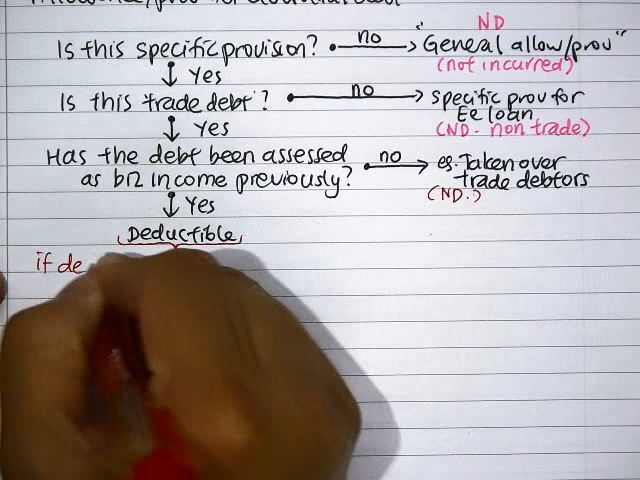 ND
Is this specific provision? no "General allow/prov"
(not incurred)
Yes
Is this trade debt? no specific prov for
Ee loan
Yes (ND - non trade)
Has the debt been assessed no eg. Taken over
as biz income previously? trade debtors
(ND.)
Yes
Deductible
if de